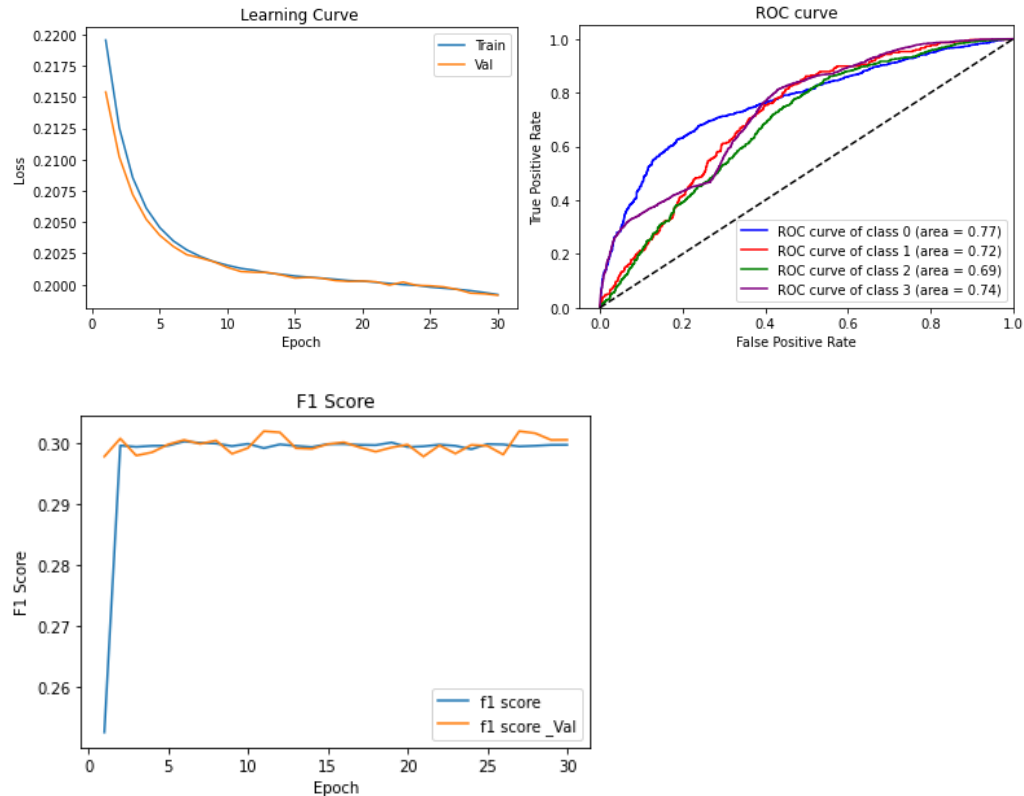 Learning Curve
0.2200
0.2175
0.2150
0.2125
0.2100
0.2075
0.2050
0.2025
0.2000
Loss
Train
Val
0 5 10 15 20 25 30
Epoch
ROC curve
1.0
0.8
0.6
0.4
0.2
0.0
True Positive Rate
ROC curve of class 0 (area = 0.77)
ROC curve of class 1 (area = 0.72)
ROC curve of class 2 (area = 0.69)
ROC curve of class 3 (area = 0.74)
0.0 0.2 0.4 0.6 0.8 1.0
False Positive Rate
F1 Score
0.30
0.29
0.28
0.27
0.26
F1 Score
f1 score
f1 score _Val
0 5 10 15 20 25 30
Epoch